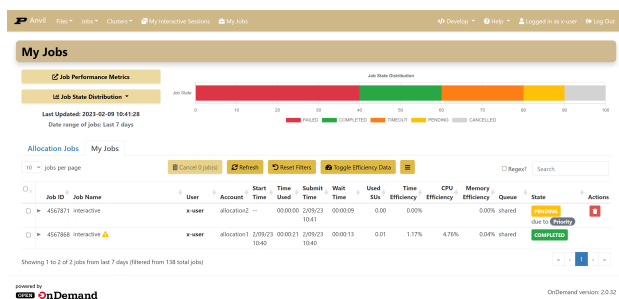 Anvil Files Jobs Clusters My Interactive Sessions My Jobs Develop Help Logged in as x-user Log Out
My Jobs
Job Performance Metrics
Job State Distribution
Last Updated: 2023-02-09 10:41:28
Date range of jobs: Last 7 days
Job State Distribution
Job State
0 10 20 30 40 50 60 70 80 90 100
FAILED COMPLETED TIMEOUT PENDING CANCELLED
Allocation Jobs My Jobs
10 jobs per page Cancel 0 job(s) Refresh Reset Filters Toggle Efficiency Data Regex? Search
Start Time Submit Wait Used Time CPU Memory
Job ID Job Name User Account Time Used Time Time SUs Efficiency Efficiency Efficiency Queue State Actions
4567871 interactive x-user allocation2 --- 00:00:00 2/09/23 00:00:09 0.00 0.00% 0.00% shared PENDING
10:41 due to Priority
4567868 interactive x-user allocation1 2/09/23 00:00:21 2/09/23 00:00:13 0.01 1.17% 4.76% 0.04% shared COMPLETED
10:40 10:40
Showing 1 to 2 of 2 jobs from last 7 days (filtered from 138 total jobs) « ‹ 1 › »
powered by
OPEN OnDemand OnDemand version: 2.0.32